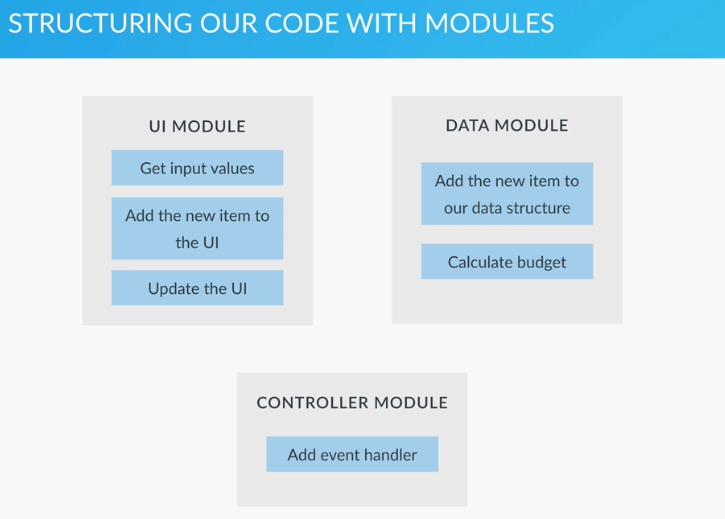 STRUCTURING OUR CODE WITH MODULES
UI MODULE
Get input values
Add the new item to
the UI
Update the UI
DATA MODULE
Add the new item to
our data structure
Calculate budget
CONTROLLER MODULE
Add event handler